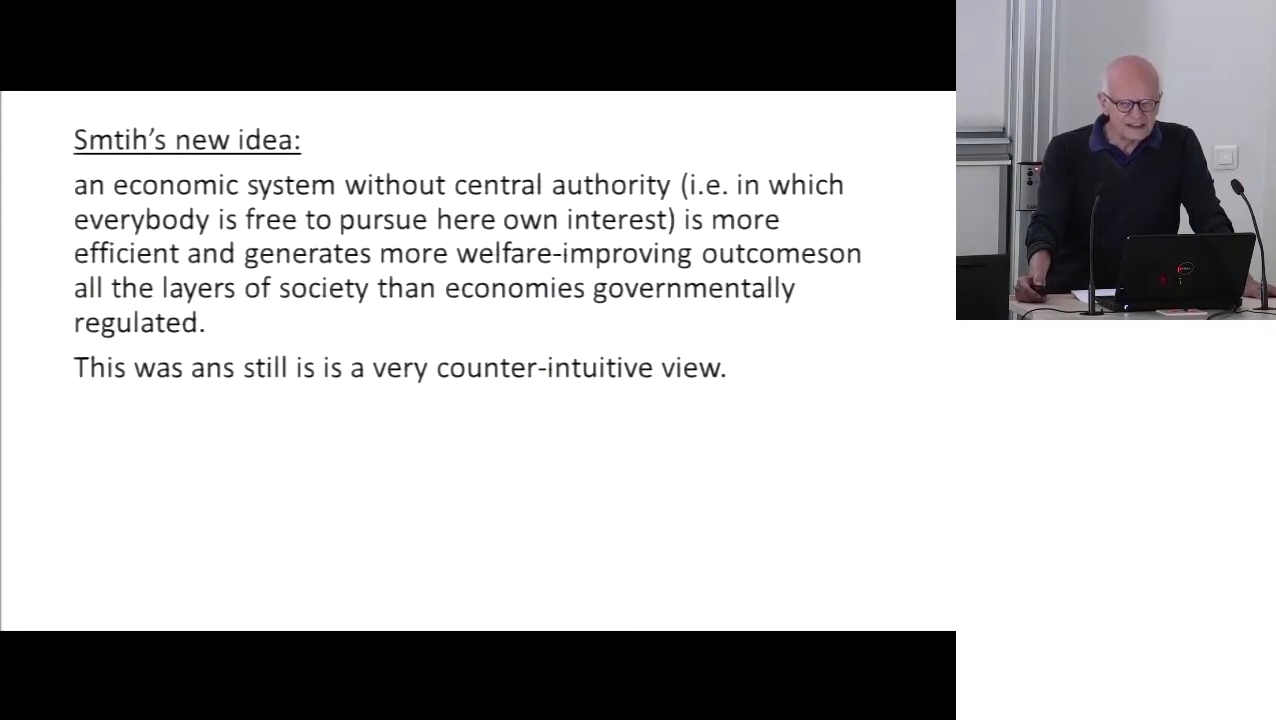 Smtih's new idea:
an economic system without central authority (i.e. in which
everybody is free to pursue here own interest) is more
efficient and generates more welfare-improving outcomeson
all the layers of society than economies governmentally
regulated.
This was ans still is is a very counter-intuitive view.